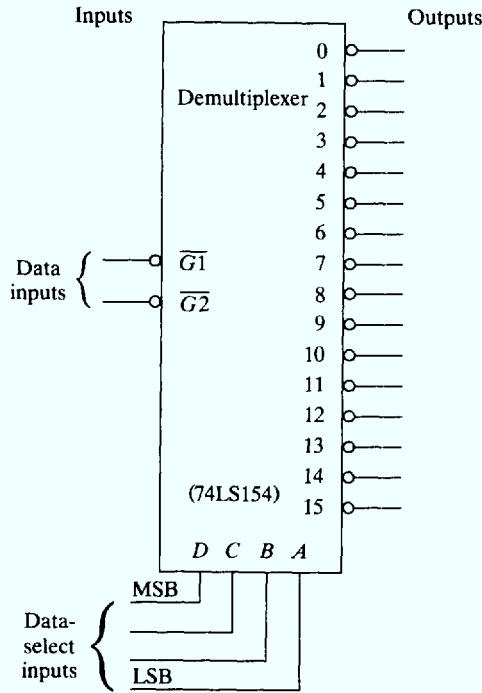 Inputs
Outputs
Demultiplexer
0
1
2
3
4
5
6
7
8
9
10
11
12
13
14
15
Data
inputs
G1
G2
(74LS154)
D C B A
MSB
Data-
select
inputs
LSB